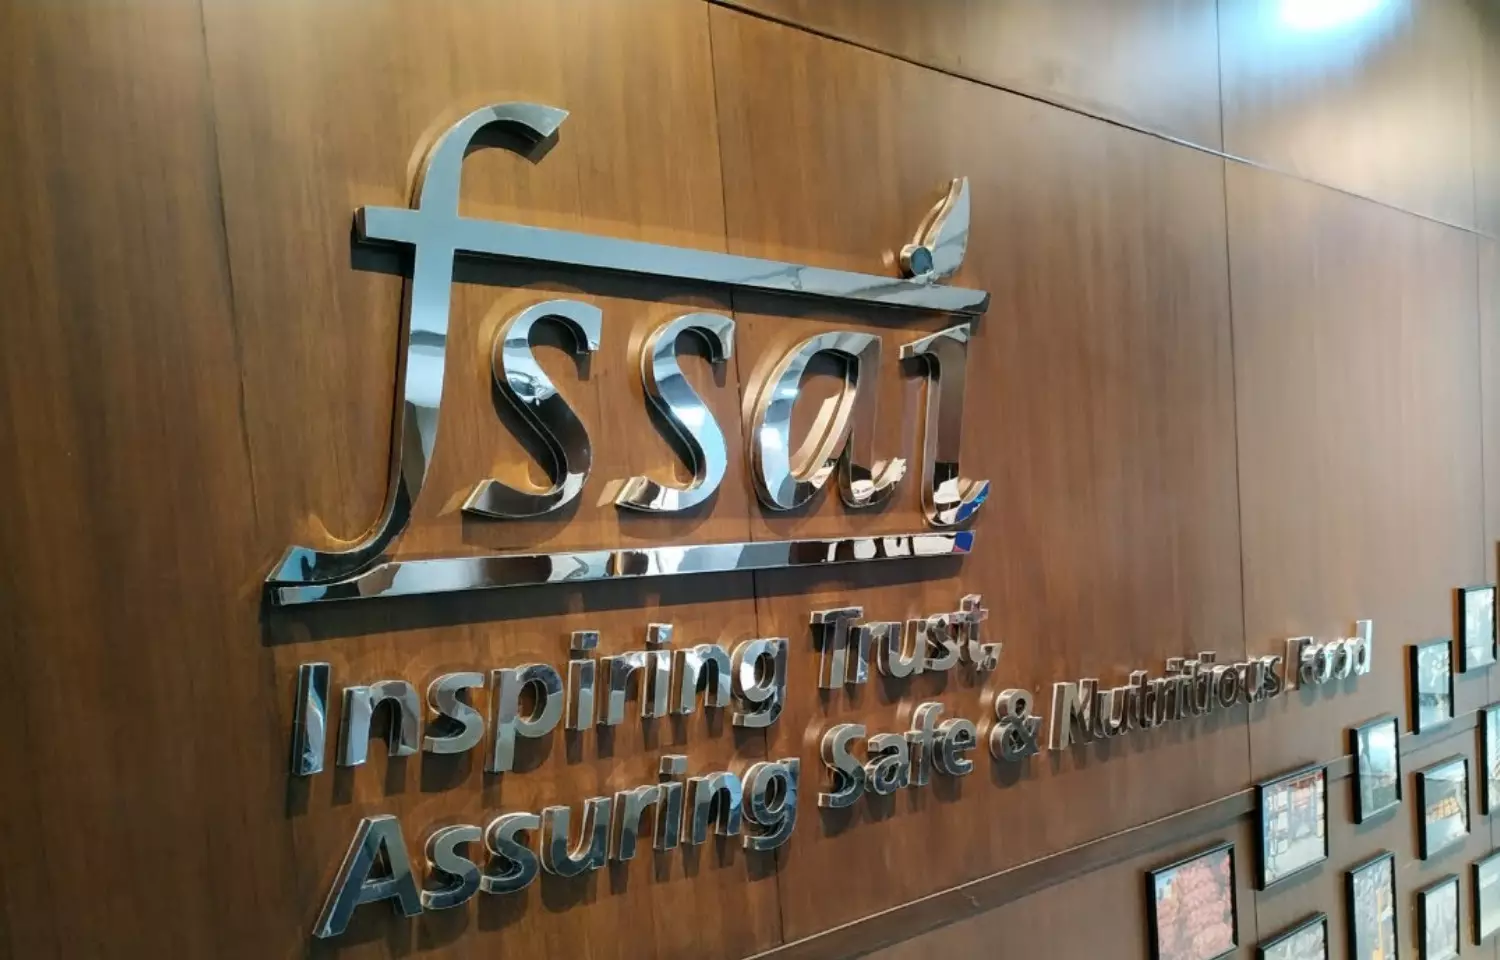 fssai
Inspiring Trust,
Assuring Safe & Nutritious Food